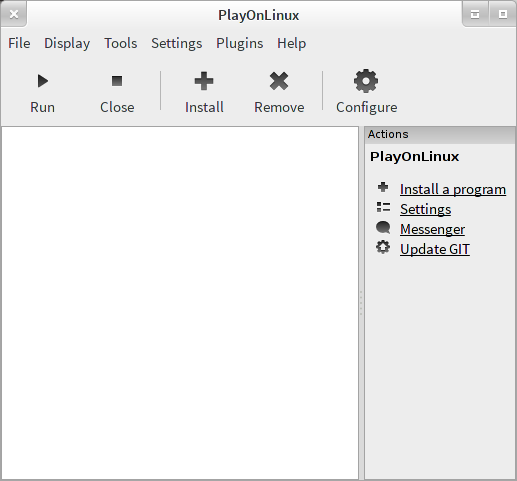 PlayOnLinux
File Display Tools Settings Plugins Help
Run Close Install Remove Configure
Actions
PlayOnLinux
Install a program
Settings
Messenger
Update GIT